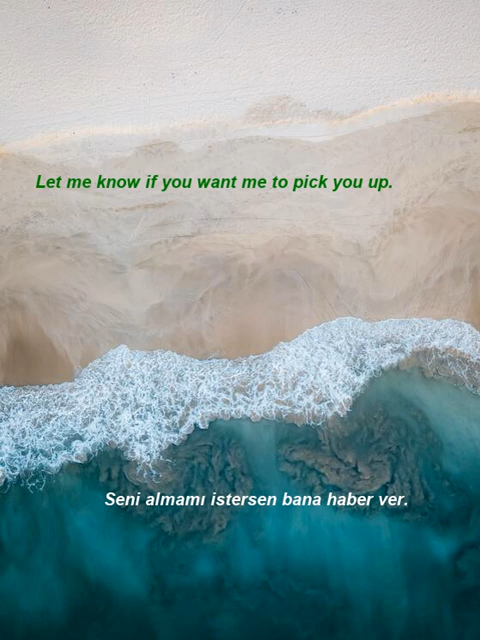 Let me know if you want me to pick you up.
Seni almamı istersen bana haber ver.